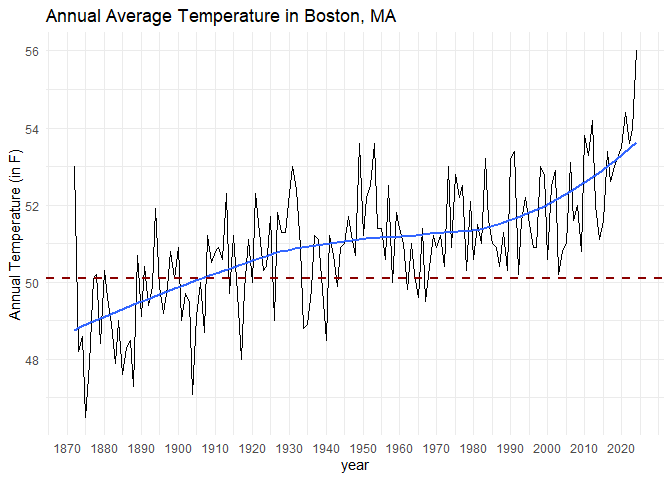 Annual Average Temperature in Boston, MA
Annual Temperature (in F)
56
54
52
50
48
1870 1880 1890 1900 1910 1920 1930 1940 1950 1960 1970 1980 1990 2000 2010 2020
year